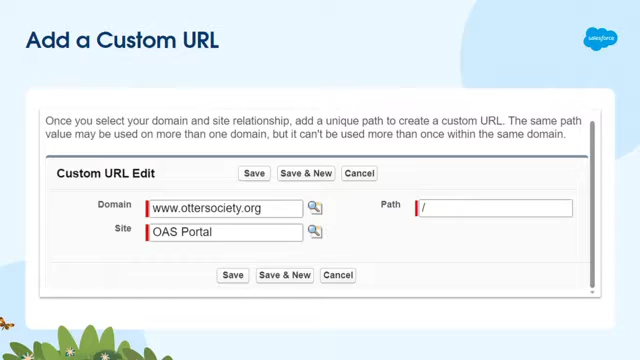 Add a Custom URL
salesforce
Once you select your domain and site relationship, add a unique path to create a custom URL. The same path
value may be used on more than one domain, but it can't be used more than once within the same domain.
Custom URL Edit Save Save & New Cancel
Domain www.ottersociety.org Path /
Site OAS Portal
Save Save & New Cancel